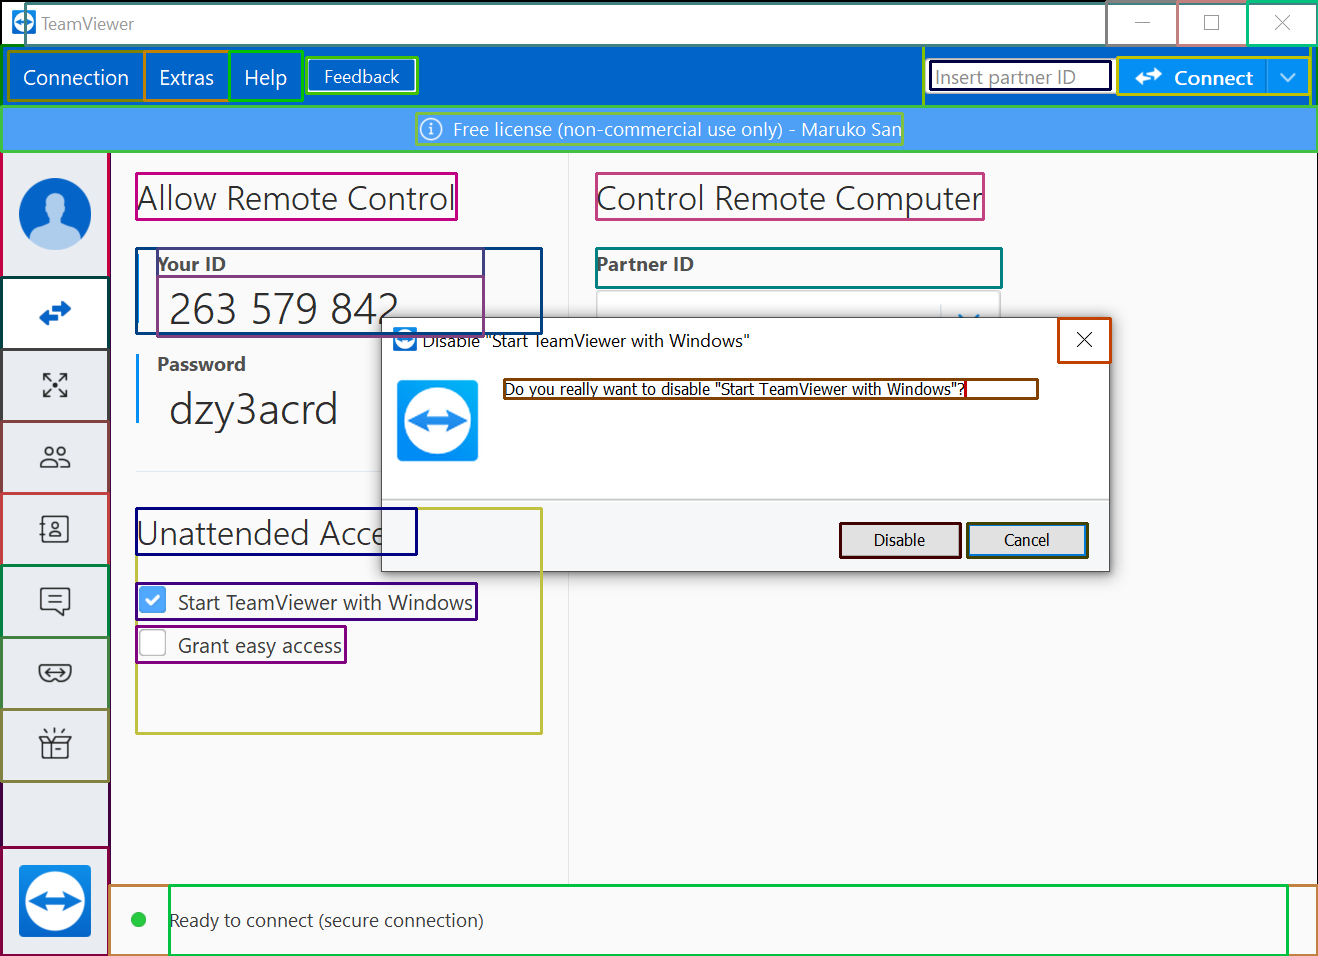 TeamViewer
Connection Extras Help Feedback Insert partner ID Connect
Free license (non-commercial use only) - Maruko San
Allow Remote Control
Control Remote Computer
Your ID
263 579 842
Partner ID
Password
dzy3acrd
Disable "Start TeamViewer with Windows"
Do you really want to disable "Start TeamViewer with Windows"?
Disable Cancel
Unattended Acce
Start TeamViewer with Windows
Grant easy access
Ready to connect (secure connection)